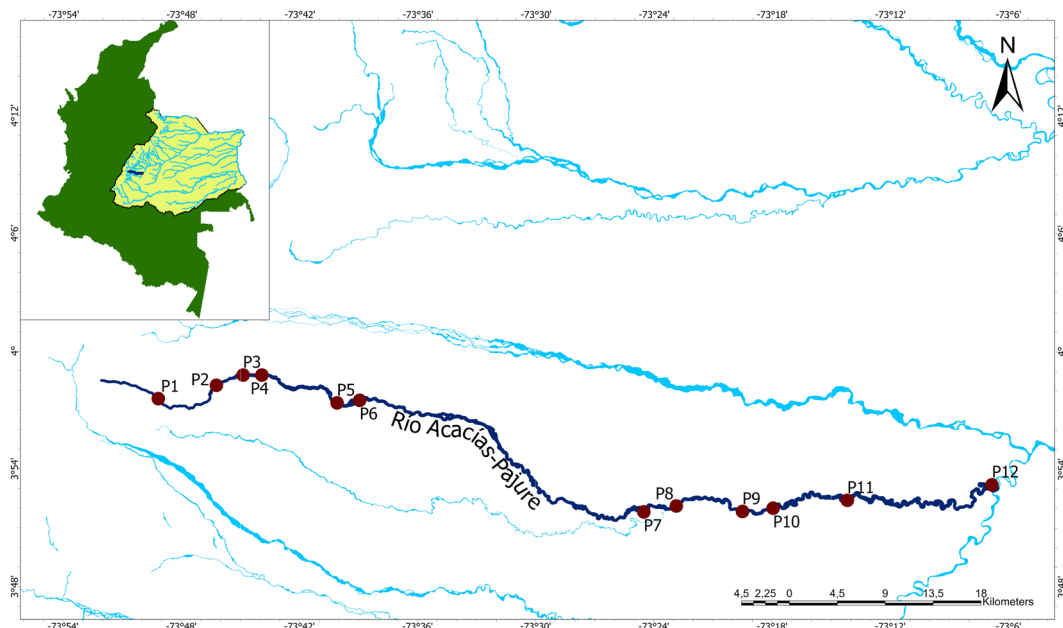 -73°54' -73°48' -73°42' -73°36' -73°30' -73°24' -73°18' -73°12' -73°6'
N
4°12' 4°12'
4°6' 4°6'
4° 4°
P3
P1 P2 P4
P5
P6
Río Acacías-Pajure
3°54' 3°54'
P12
P8 P9 P11
P7 P10
3°48' 3°48'
4,5 2,25 0 4,5 9 13,5 18
Kilometers
-73°54' -73°48' -73°42' -73°36' -73°30' -73°24' -73°18' -73°12' -73°6'